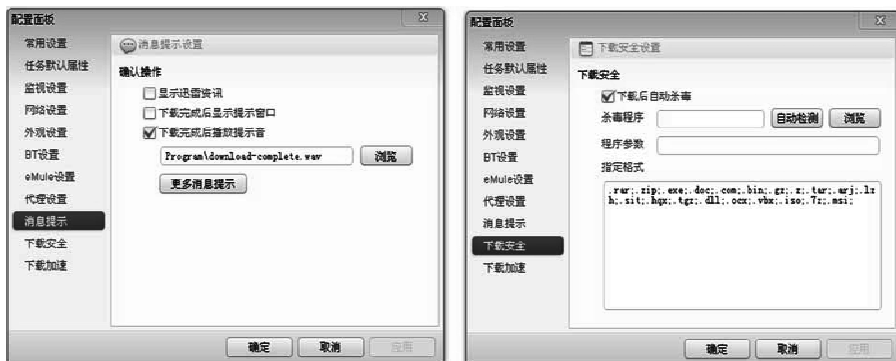 配置面板
常用设置
任务默认属性
监视设置
网络设置
外观设置
BT设置
eMule设置
代理设置
消息提示
下载安全
下载加速
消息提示设置
确认操作
显示迅雷资讯
下载完成后显示提示窗口
下载完成后播放提示音
Program\download-complete.wav
浏览
更多消息提示
确定
取消
应用
配置面板
常用设置
任务默认属性
监视设置
网络设置
外观设置
BT设置
eMule设置
代理设置
消息提示
下载安全
下载加速
下载安全设置
下载安全
下载后自动杀毒
杀毒程序
自动检测
浏览
程序参数
指定格式
.rar;.zip;.exe;.doc;.com;.bin;.gz;.z;.tar;.arj;.lz
h;.sit;.hqx;.tgz;.dll;.ocx;.vbx;.iso;.7z;.msi;
确定
取消
应用